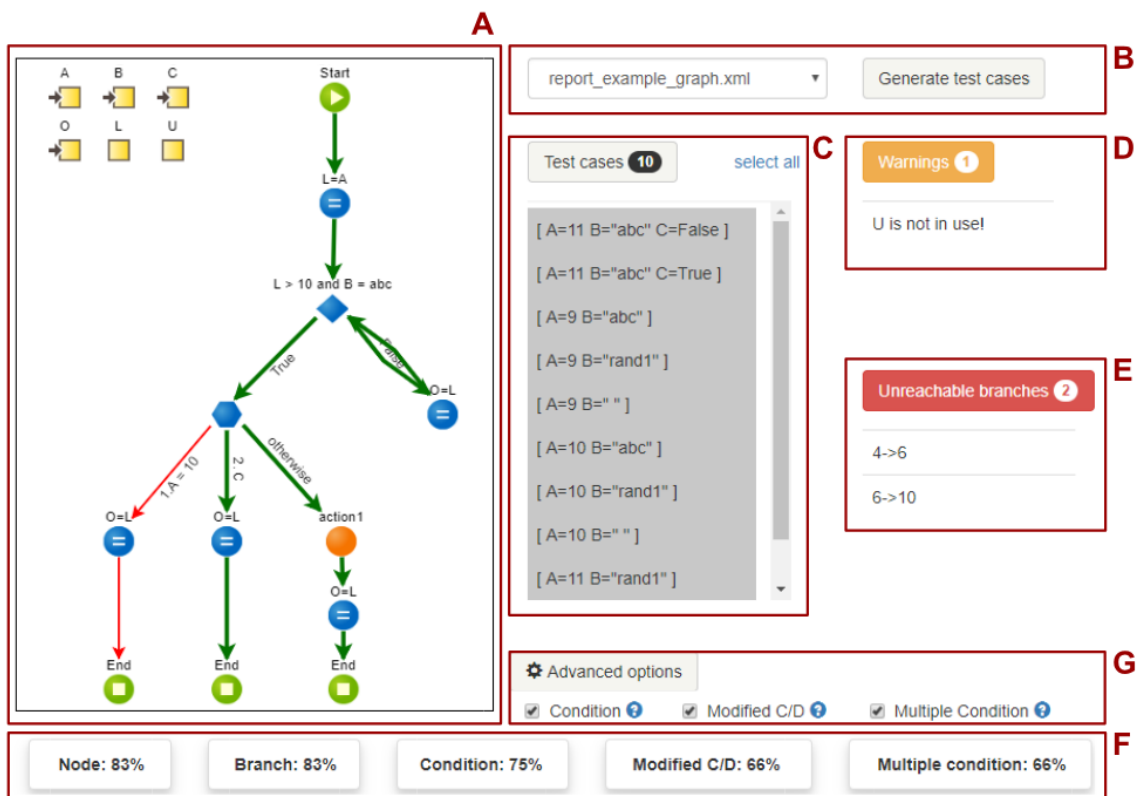 A
A B C
O L U
Start
L=A
L > 10 and B = abc
True
False
O=L
1.A = 10
2. C
otherwise
O=L
O=L
action1
O=L
End
End
End
B
report_example_graph.xml
Generate test cases
C
Test cases 10
select all
[ A=11 B="abc" C=False ]
[ A=11 B="abc" C=True ]
[ A=9 B="abc" ]
[ A=9 B="rand1" ]
[ A=9 B=" " ]
[ A=10 B="abc" ]
[ A=10 B="rand1" ]
[ A=10 B=" " ]
[ A=11 B="rand1" ]
D
Warnings 1
U is not in use!
E
Unreachable branches 2
4->6
6->10
G
Advanced options
Condition ? Modified C/D ? Multiple Condition ?
F
Node: 83%
Branch: 83%
Condition: 75%
Modified C/D: 66%
Multiple condition: 66%